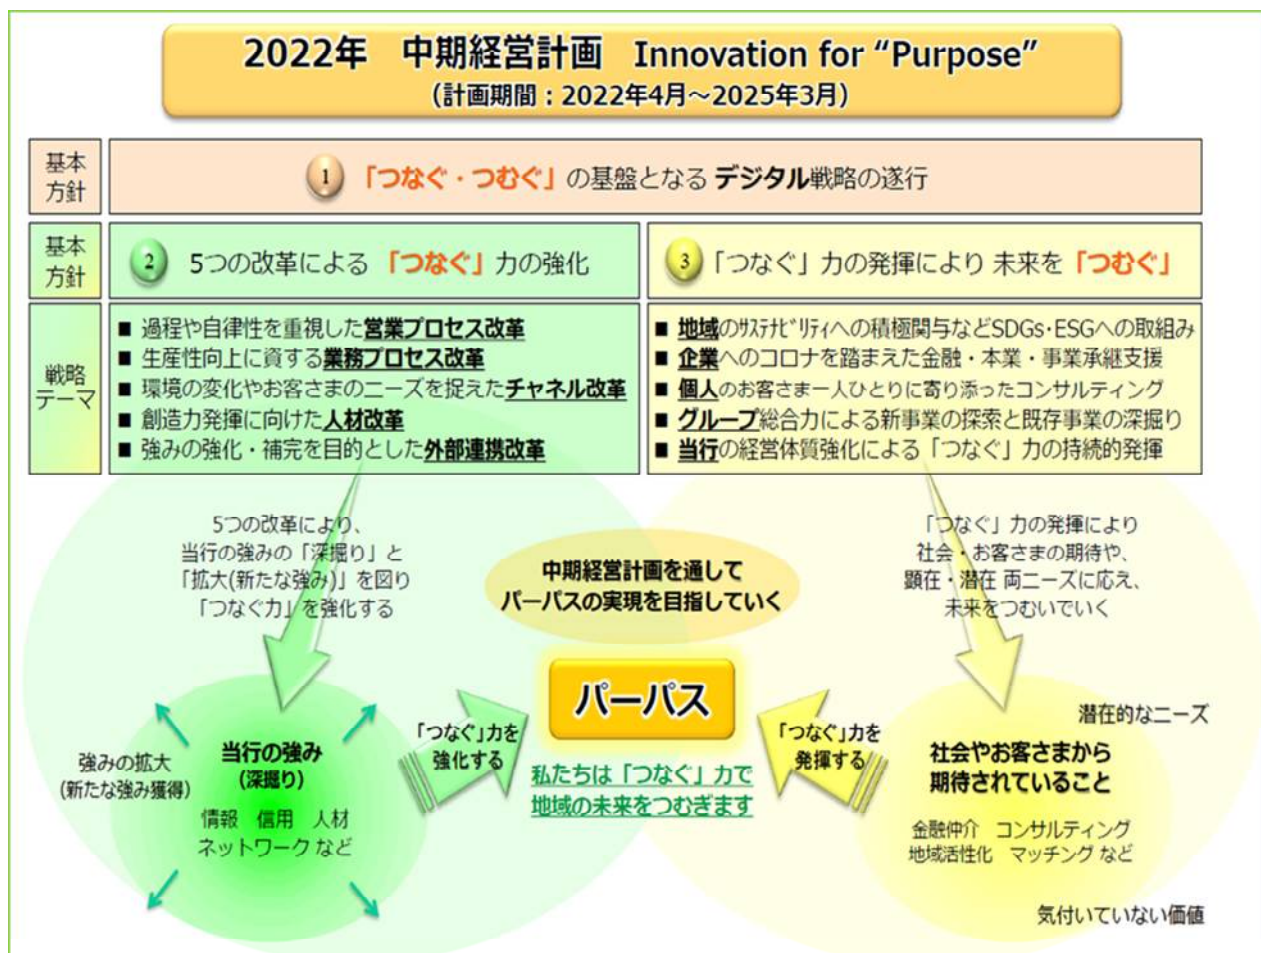 2022年 中期経営計画 Innovation for “Purpose”
（計画期間：2022年4月～2025年3月）
基本
方針
1 「つなぐ・つむぐ」の基盤となる デジタル戦略の遂行
基本
方針
2 5つの改革による 「つなぐ」力の強化
3 「つなぐ」力の発揮により 未来を「つむぐ」
戦略
テーマ
■ 過程や自律性を重視した営業プロセス改革
■ 生産性向上に資する業務プロセス改革
■ 環境の変化やお客さまのニーズを捉えたチャネル改革
■ 創造力発揮に向けた人材改革
■ 強みの強化・補完を目的とした外部連携改革
■ 地域のｻｽﾃﾅﾋﾞﾘﾃｨへの積極関与などSDGs･ESGへの取組み
■ 企業へのコロナを踏まえた金融・本業・事業承継支援
■ 個人のお客さま一人ひとりに寄り添ったコンサルティング
■ グループ総合力による新事業の探索と既存事業の深掘り
■ 当行の経営体質強化による「つなぐ」力の持続的発揮
5つの改革により、
当行の強みの「深掘り」と
「拡大(新たな強み)」を図り
「つなぐ力」を強化する
中期経営計画を通して
パーパスの実現を目指していく
「つなぐ」力の発揮により
社会・お客さまの期待や、
顕在・潜在 両ニーズに応え、
未来をつむいでいく
強みの拡大
(新たな強み獲得)
当行の強み
(深掘り)
情報 信用 人材
ネットワーク など
「つなぐ」力を
強化する
パーパス
私たちは「つなぐ」力で
地域の未来をつむぎます
「つなぐ」力を
発揮する
潜在的なニーズ
社会やお客さまから
期待されていること
金融仲介 コンサルティング
地域活性化 マッチング など
気付いていない価値